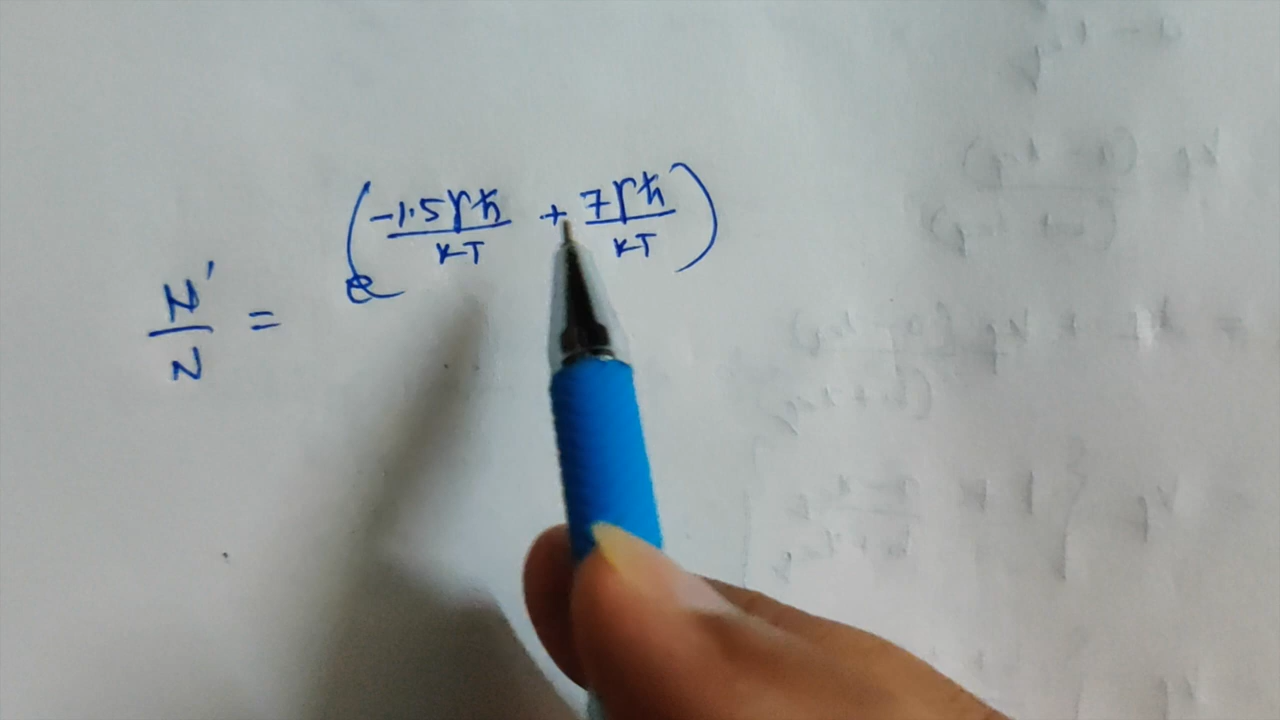 N'/N = e^(-1.5γℏ/KT + 7γℏ/KT)